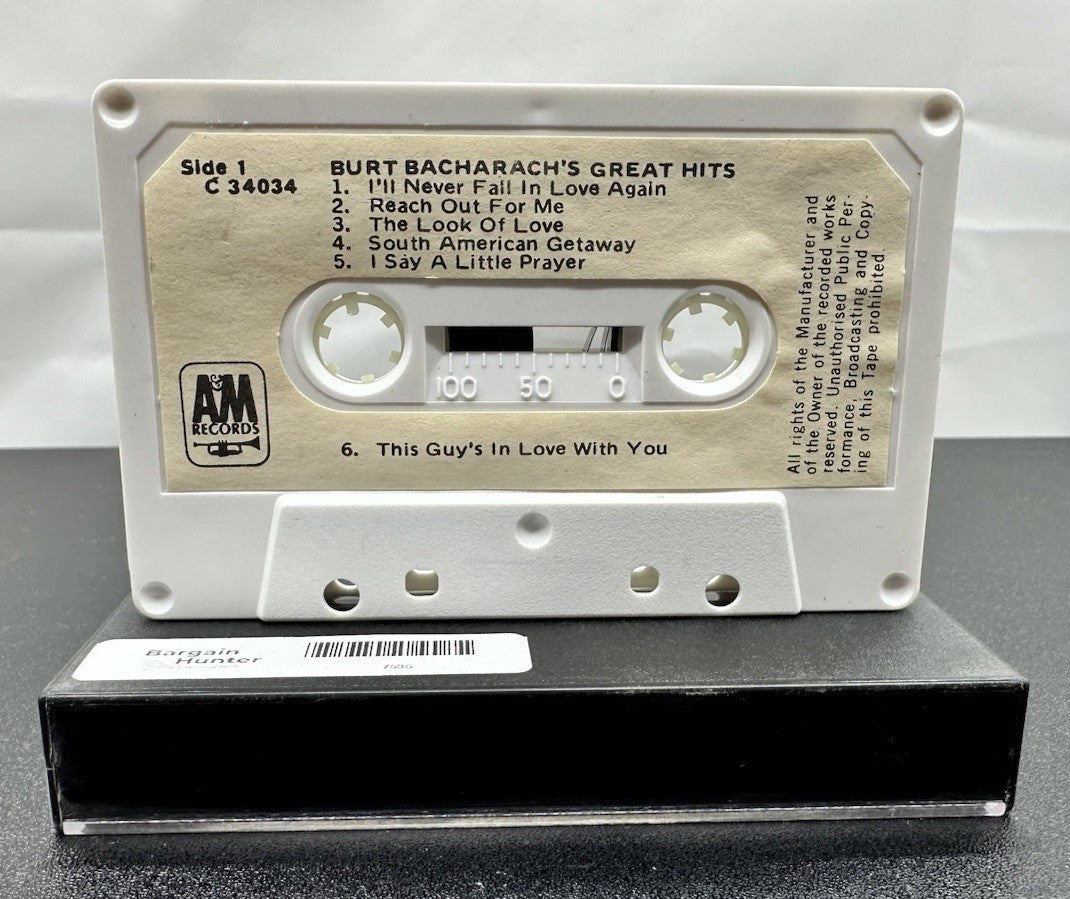 Side 1
C 34034
BURT BACHARACH'S GREAT HITS
1. I'll Never Fall In Love Again
2. Reach Out For Me
3. The Look Of Love
4. South American Getaway
5. I Say A Little Prayer
100 50 0
A&M
RECORDS
6. This Guy's In Love With You
All rights of the Manufacturer and
of the Owner of the recorded works
reserved. Unauthorised Public Per-
formance, Broadcasting and Copy-
ing of this Tape prohibited.
Bargain
Hunter